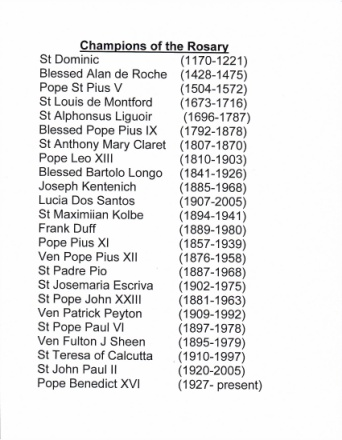 Champions of the Rosary
St Dominic (1170-1221)
Blessed Alan de Roche (1428-1475)
Pope St Pius V (1504-1572)
St Louis de Montford (1673-1716)
St Alphonsus Liguoir (1696-1787)
Blessed Pope Pius IX (1792-1878)
St Anthony Mary Claret (1807-1870)
Pope Leo XIII (1810-1903)
Blessed Bartolo Longo (1841-1926)
Joseph Kentenich (1885-1968)
Lucia Dos Santos (1907-2005)
St Maximiian Kolbe (1894-1941)
Frank Duff (1889-1980)
Pope Pius XI (1857-1939)
Ven Pope Pius XII (1876-1958)
St Padre Pio (1887-1968)
St Josemaria Escriva (1902-1975)
St Pope John XXIII (1881-1963)
Ven Patrick Peyton (1909-1992)
St Pope Paul VI (1897-1978)
Ven Fulton J Sheen (1895-1979)
St Teresa of Calcutta (1910-1997)
St John Paul II (1920-2005)
Pope Benedict XVI (1927- present)